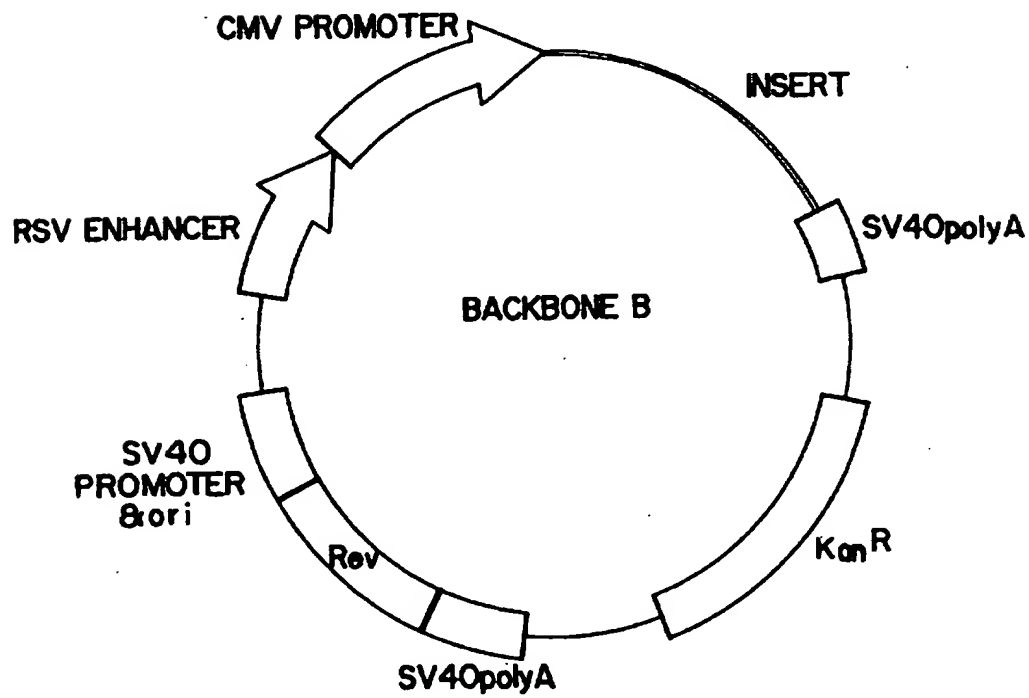 CMV PROMOTER
INSERT
RSV ENHANCER
SV40polyA
BACKBONE B
SV40
PROMOTER
&ori
Rev
KanR
SV40polyA